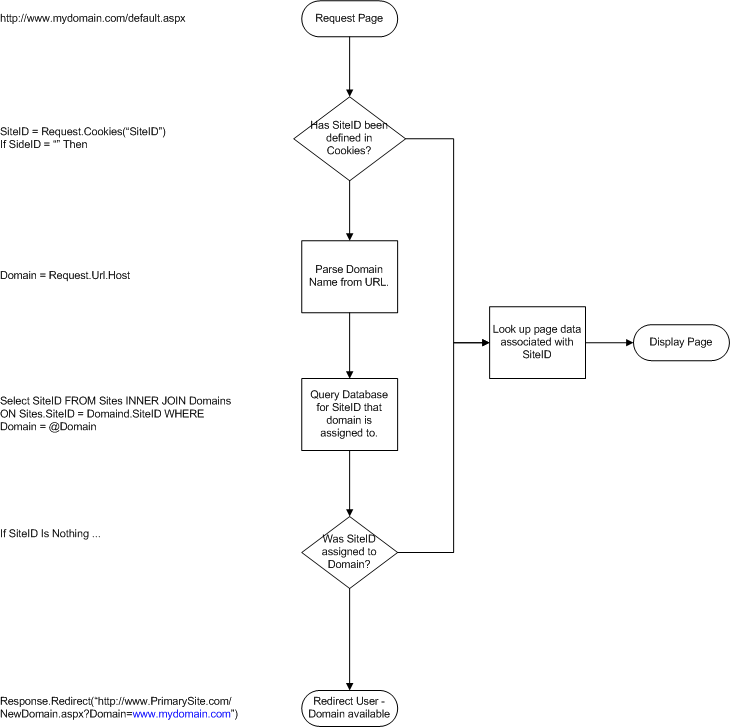 http://www.mydomain.com/default.aspx
Request Page
SiteID = Request.Cookies(“SiteID”)
If SideID = “” Then
Has SiteID been
defined in
Cookies?
Domain = Request.Url.Host
Parse Domain
Name from URL.
Look up page data
associated with
SiteID
Display Page
Select SiteID FROM Sites INNER JOIN Domains
ON Sites.SiteID = Domaind.SiteID WHERE
Domain = @Domain
Query Database
for SiteID that
domain is
assigned to.
If SiteID Is Nothing ...
Was SiteID
assigned to
Domain?
Response.Redirect(“http://www.PrimarySite.com/
NewDomain.aspx?Domain=www.mydomain.com”)
Redirect User -
Domain available